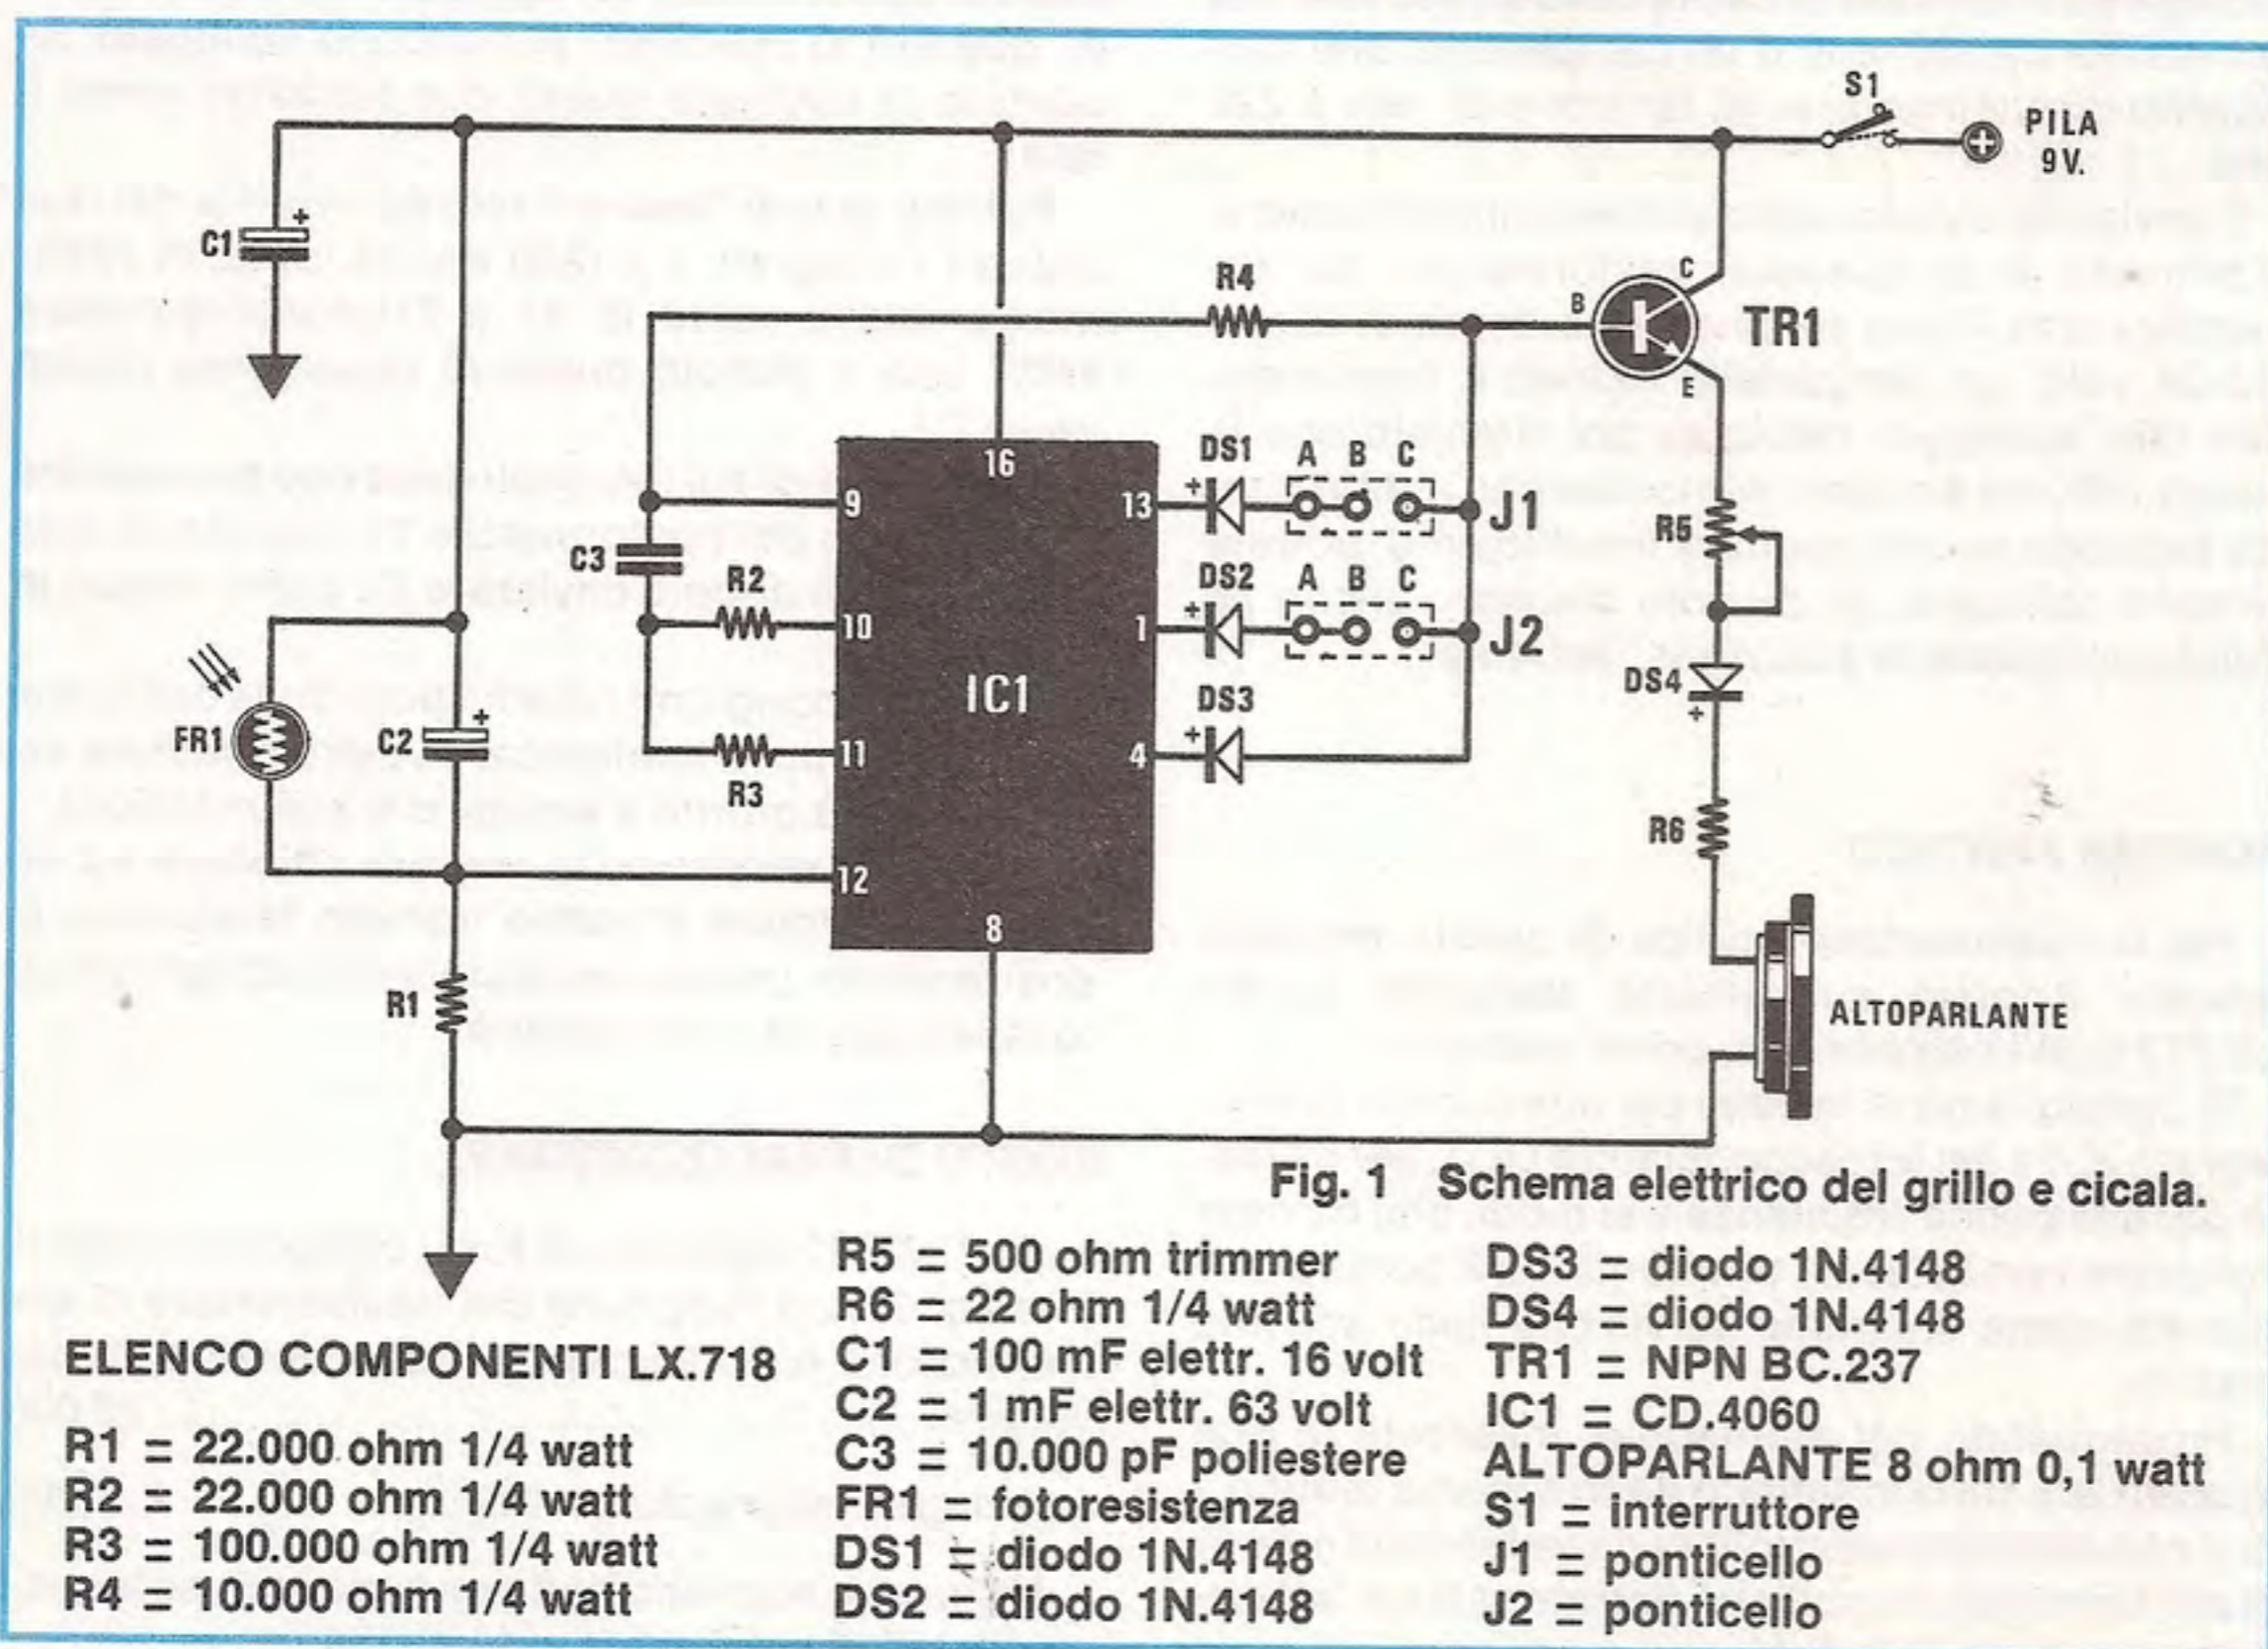 S1
PILA
9V.
C1
+
R4
B
C
E
TR1
16
9
13
DS1
+
A B C
J1
C3
R2
10
1
DS2
+
A B C
J2
R5
IC1
DS3
+
DS4
+
FR1
C2
+
11
4
R3
R6
12
8
R1
ALTOPARLANTE
Fig. 1 Schema elettrico del grillo e cicala.
ELENCO COMPONENTI LX.718
R1 = 22.000 ohm 1/4 watt
R2 = 22.000 ohm 1/4 watt
R3 = 100.000 ohm 1/4 watt
R4 = 10.000 ohm 1/4 watt
R5 = 500 ohm trimmer
R6 = 22 ohm 1/4 watt
C1 = 100 mF elettr. 16 volt
C2 = 1 mF elettr. 63 volt
C3 = 10.000 pF poliestere
FR1 = fotoresistenza
DS1 = diodo 1N.4148
DS2 = diodo 1N.4148
DS3 = diodo 1N.4148
DS4 = diodo 1N.4148
TR1 = NPN BC.237
IC1 = CD.4060
ALTOPARLANTE 8 ohm 0,1 watt
S1 = interruttore
J1 = ponticello
J2 = ponticello